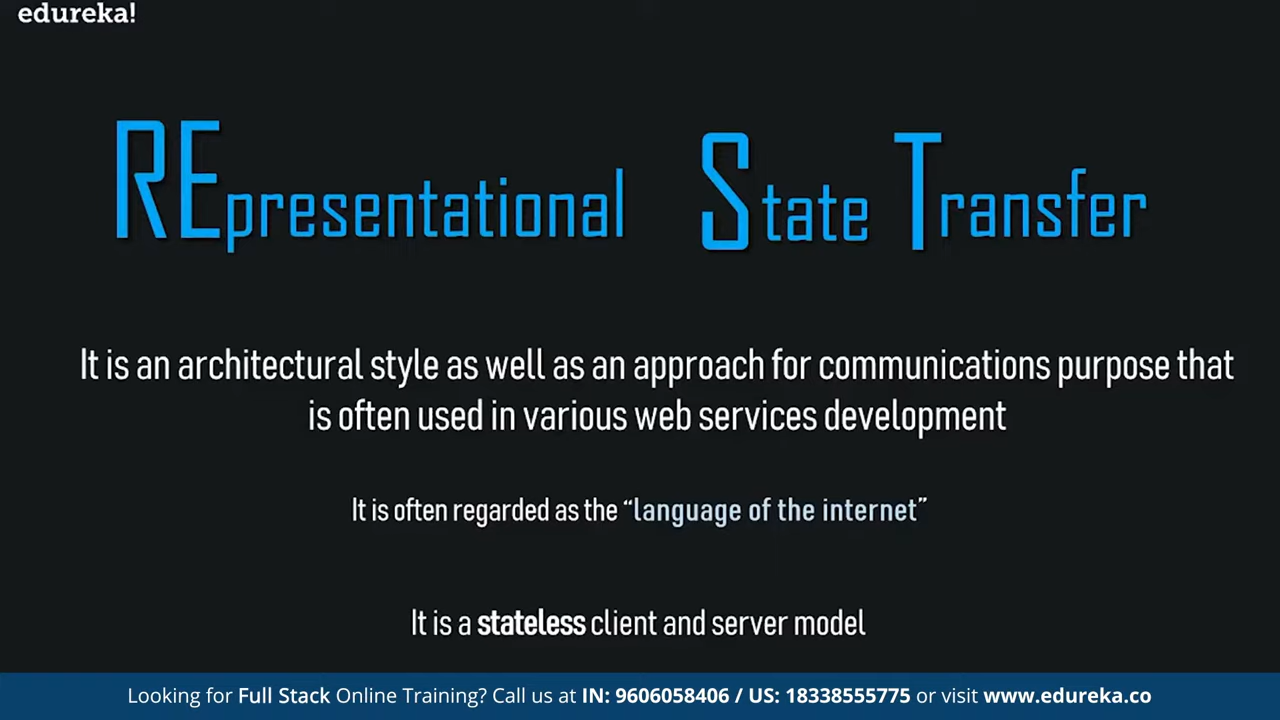 edureka!
REpresentational State Transfer
It is an architectural style as well as an approach for communications purpose that
is often used in various web services development
It is often regarded as the “language of the internet”
It is a stateless client and server model
Looking for Full Stack Online Training? Call us at IN: 9606058406 / US: 18338555775 or visit www.edureka.co